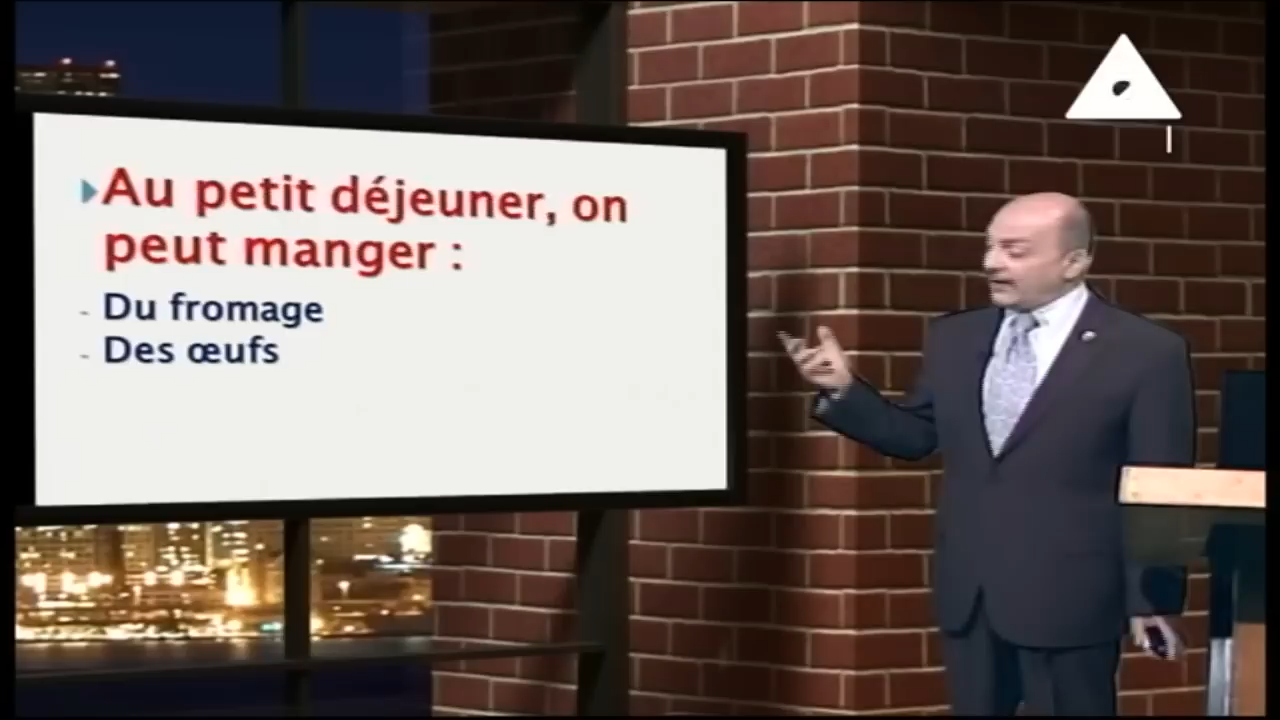 Au petit déjeuner, on
peut manger :
- Du fromage
- Des œufs